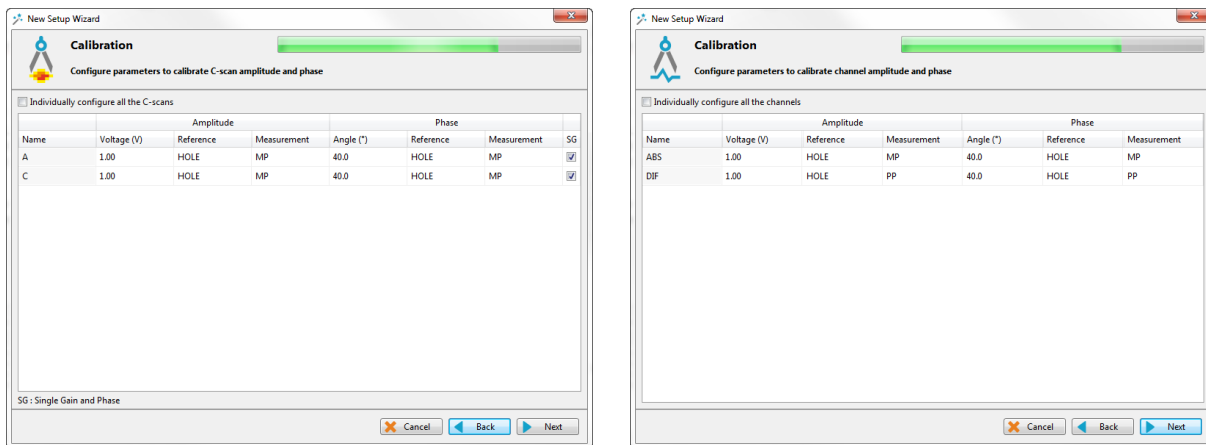 New Setup Wizard
Calibration
Configure parameters to calibrate C-scan amplitude and phase
Individually configure all the C-scans
Amplitude Phase
Name Voltage (V) Reference Measurement Angle (°) Reference Measurement SG
A 1.00 HOLE MP 40.0 HOLE MP
C 1.00 HOLE MP 40.0 HOLE MP
SG : Single Gain and Phase
Cancel Back Next
New Setup Wizard
Calibration
Configure parameters to calibrate channel amplitude and phase
Individually configure all the channels
Amplitude Phase
Name Voltage (V) Reference Measurement Angle (°) Reference Measurement
ABS 1.00 HOLE MP 40.0 HOLE MP
DIF 1.00 HOLE PP 40.0 HOLE PP
Cancel Back Next